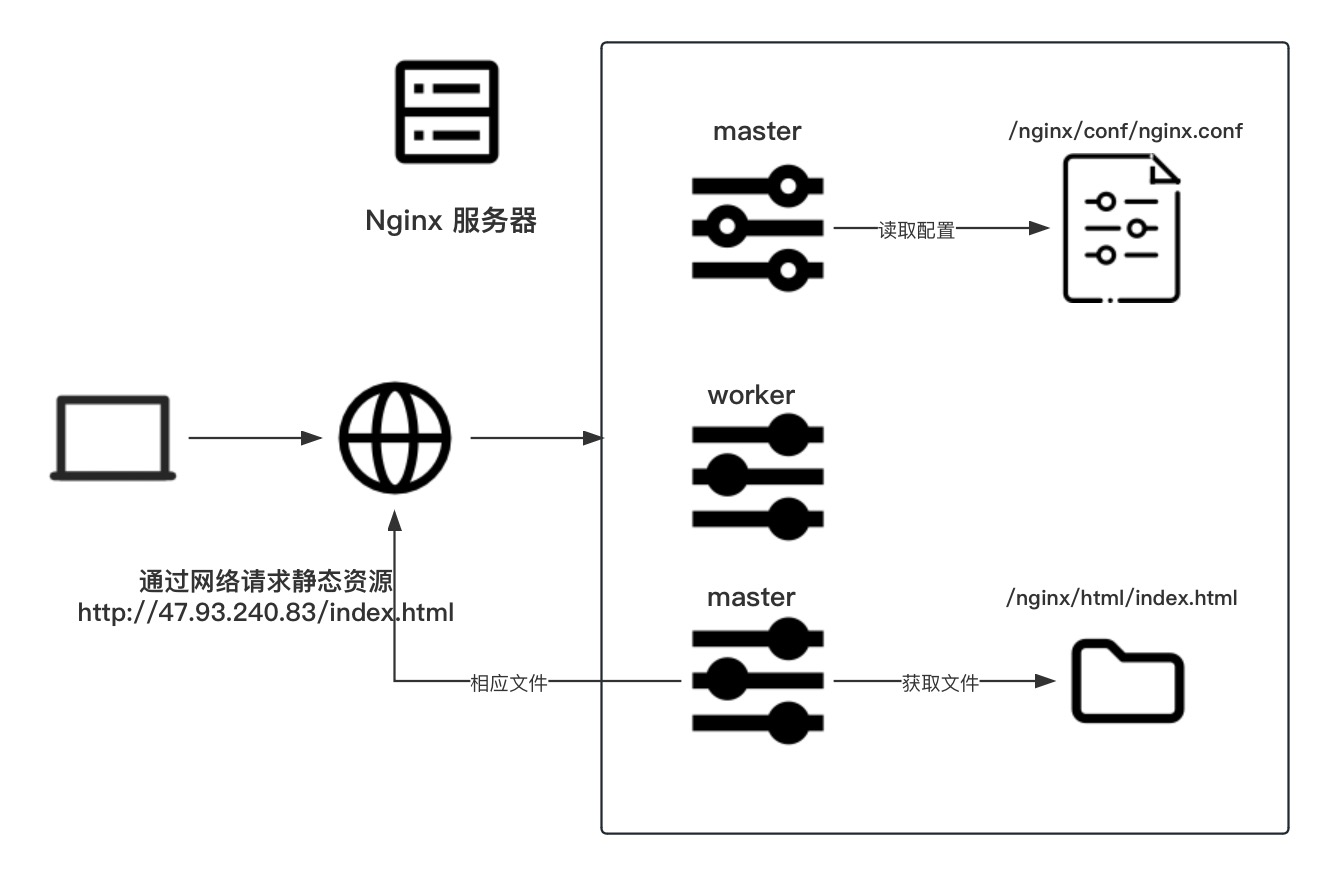 master
/nginx/conf/nginx.conf
Nginx 服务器
读取配置
worker
通过网络请求静态资源
http://47.93.240.83/index.html
master
/nginx/html/index.html
相应文件
获取文件